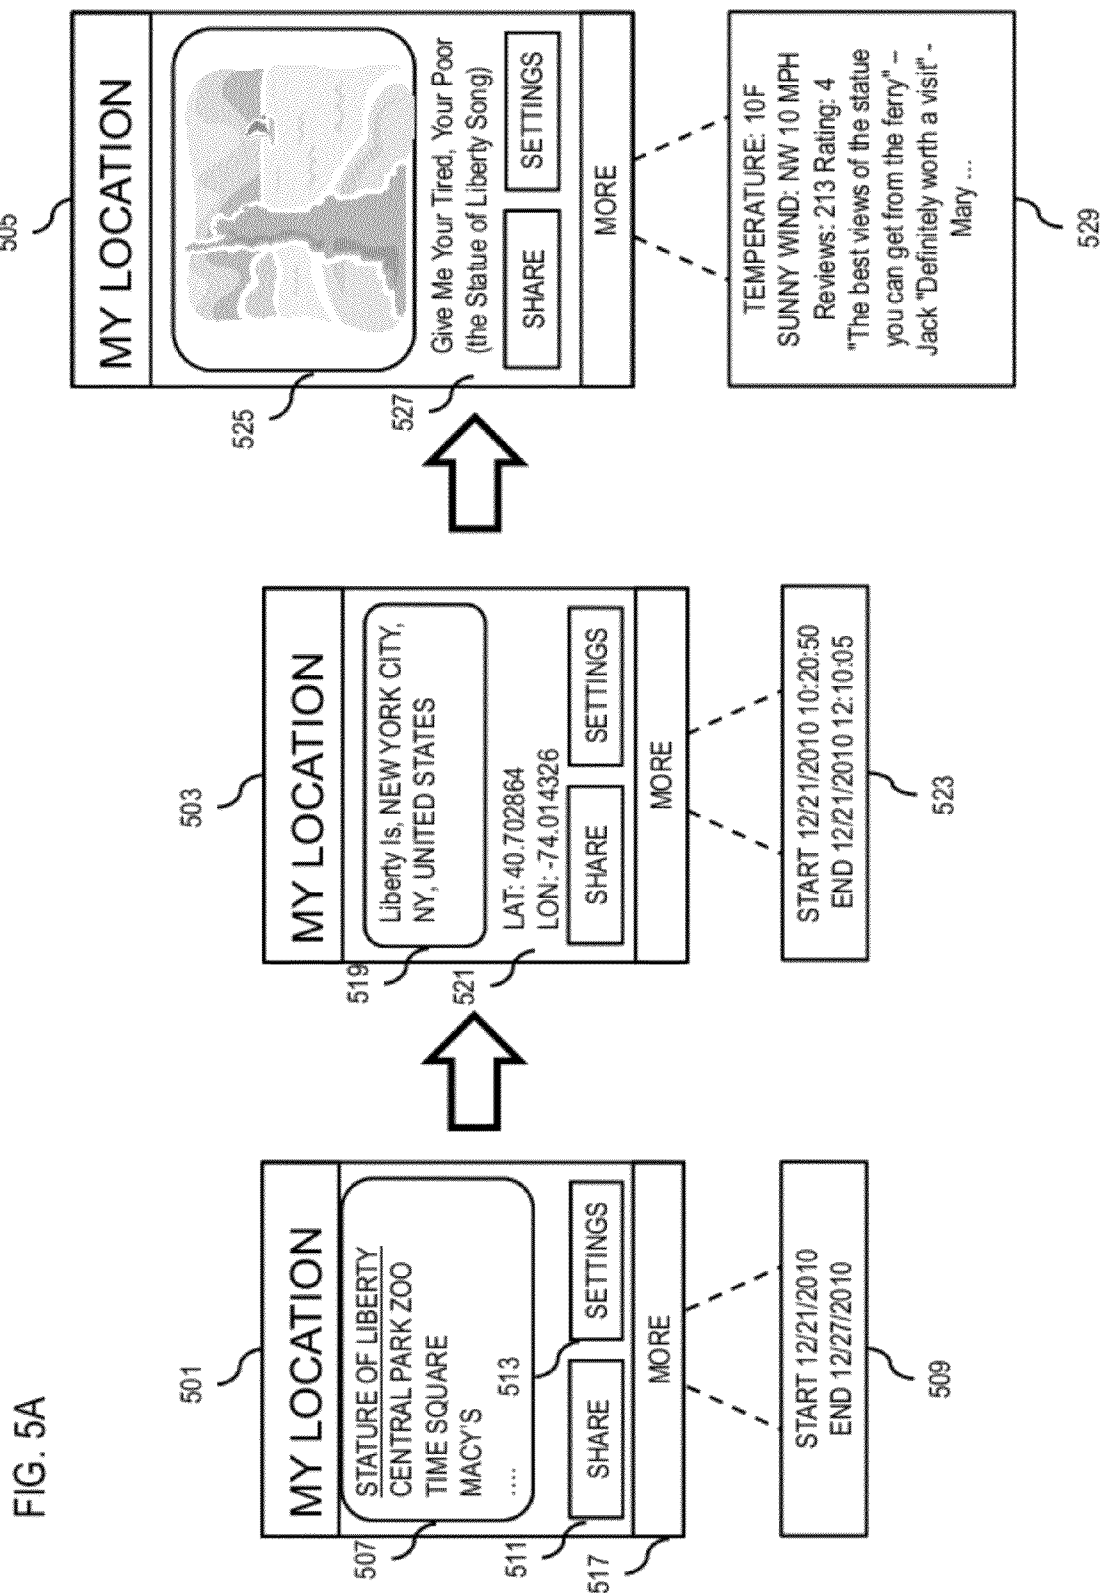 FIG. 5A
501
MY LOCATION
STATURE OF LIBERTY
CENTRAL PARK ZOO
TIME SQUARE
MACY'S
....
507
513
SHARE
SETTINGS
511
MORE
517
START 12/21/2010
END 12/27/2010
509
503
MY LOCATION
Liberty Is, NEW YORK CITY,
NY, UNITED STATES
519
LAT: 40.702864
LON: -74.014326
521
SHARE
SETTINGS
MORE
START 12/21/2010 10:20:50
END 12/21/2010 12:10:05
523
505
MY LOCATION
525
Give Me Your Tired, Your Poor
(the Statue of Liberty Song)
527
SHARE
SETTINGS
MORE
TEMPERATURE: 10F
SUNNY WIND: NW 10 MPH
Reviews: 213 Rating: 4
"The best views of the statue
you can get from the ferry" –
Jack "Definitely worth a visit" -
Mary ...
529